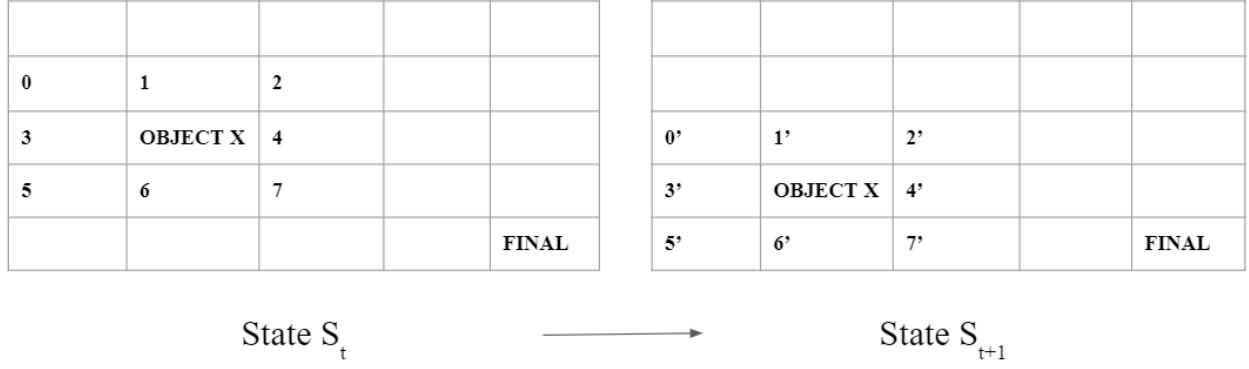 0 1 2
3 OBJECT X 4
5 6 7
FINAL
0’ 1’ 2’
3’ OBJECT X 4’
5’ 6’ 7’ FINAL
State S_t
State S_{t+1}